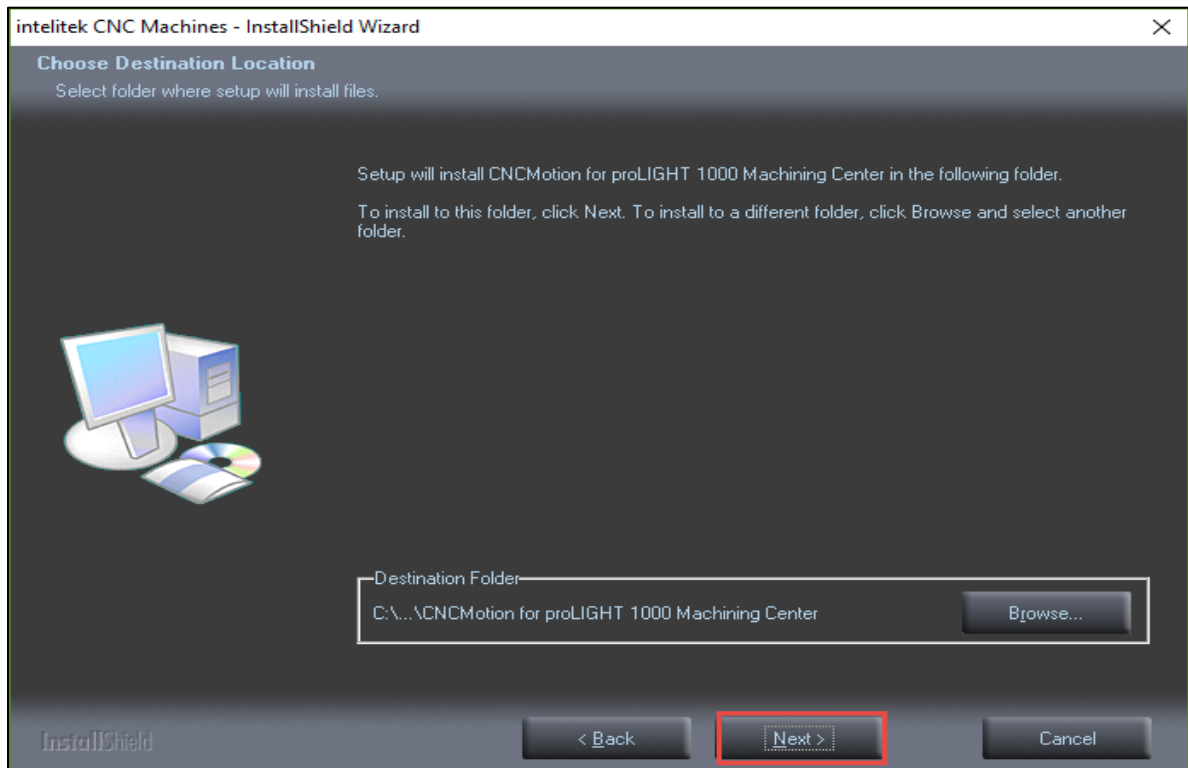 intelitek CNC Machines - InstallShield Wizard
Choose Destination Location
Select folder where setup will install files.
Setup will install CNCMotion for proLIGHT 1000 Machining Center in the following folder.
To install to this folder, click Next. To install to a different folder, click Browse and select another
folder.
Destination Folder
C:\...\CNCMotion for proLIGHT 1000 Machining Center
Browse...
InstallShield
< Back
Next >
Cancel